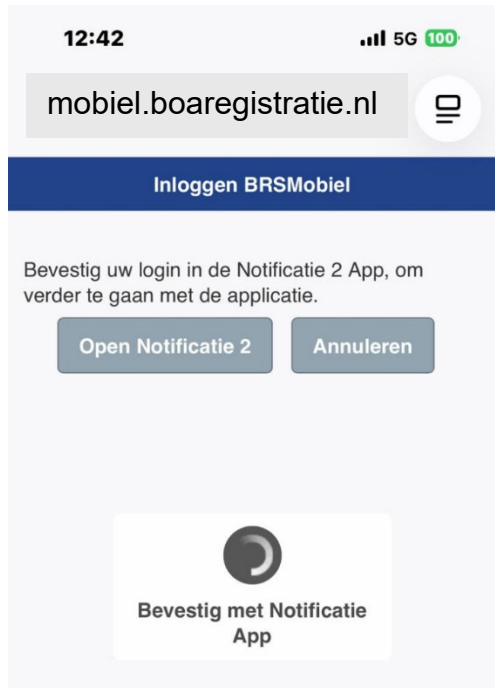 12:42 5G 100
mobiel.boaregistratie.nl
Inloggen BRSMobiel
Bevestig uw login in de Notificatie 2 App, om
verder te gaan met de applicatie.
Open Notificatie 2 Annuleren
Bevestig met Notificatie
App